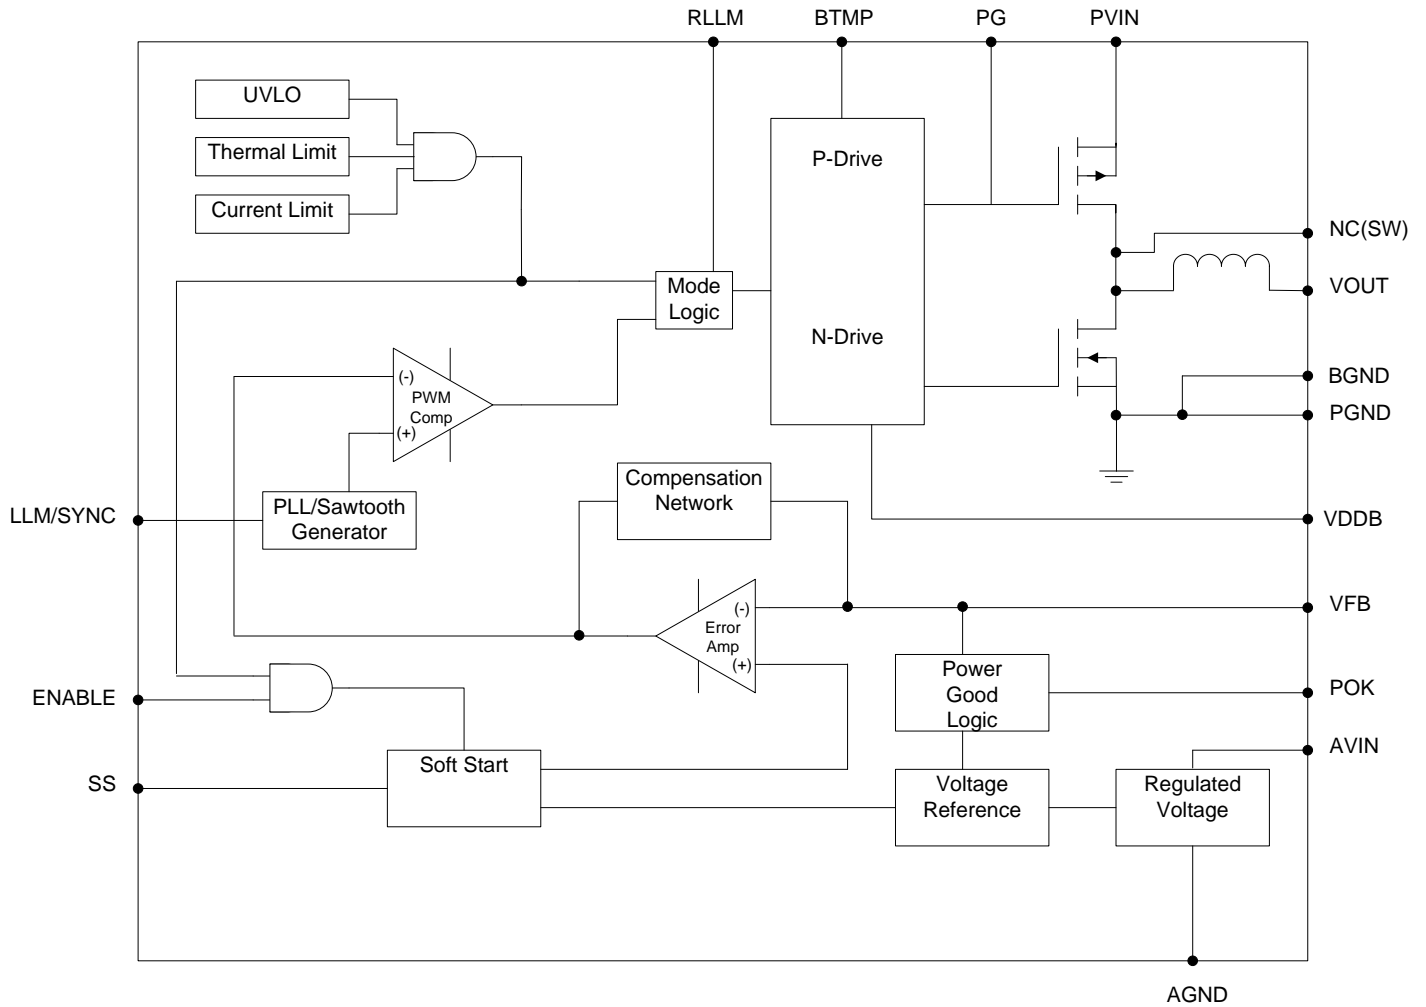 RLLM BTMP PG PVIN
UVLO
Thermal Limit
Current Limit
P-Drive
N-Drive
Mode
Logic
NC(SW)
VOUT
BGND
PGND
(-)
PWM
Comp
(+)
LLM/SYNC
PLL/Sawtooth
Generator
Compensation
Network
VDDB
(-)
Error
Amp
(+)
VFB
Power
Good
Logic
POK
ENABLE
AVIN
SS
Soft Start
Voltage
Reference
Regulated
Voltage
AGND